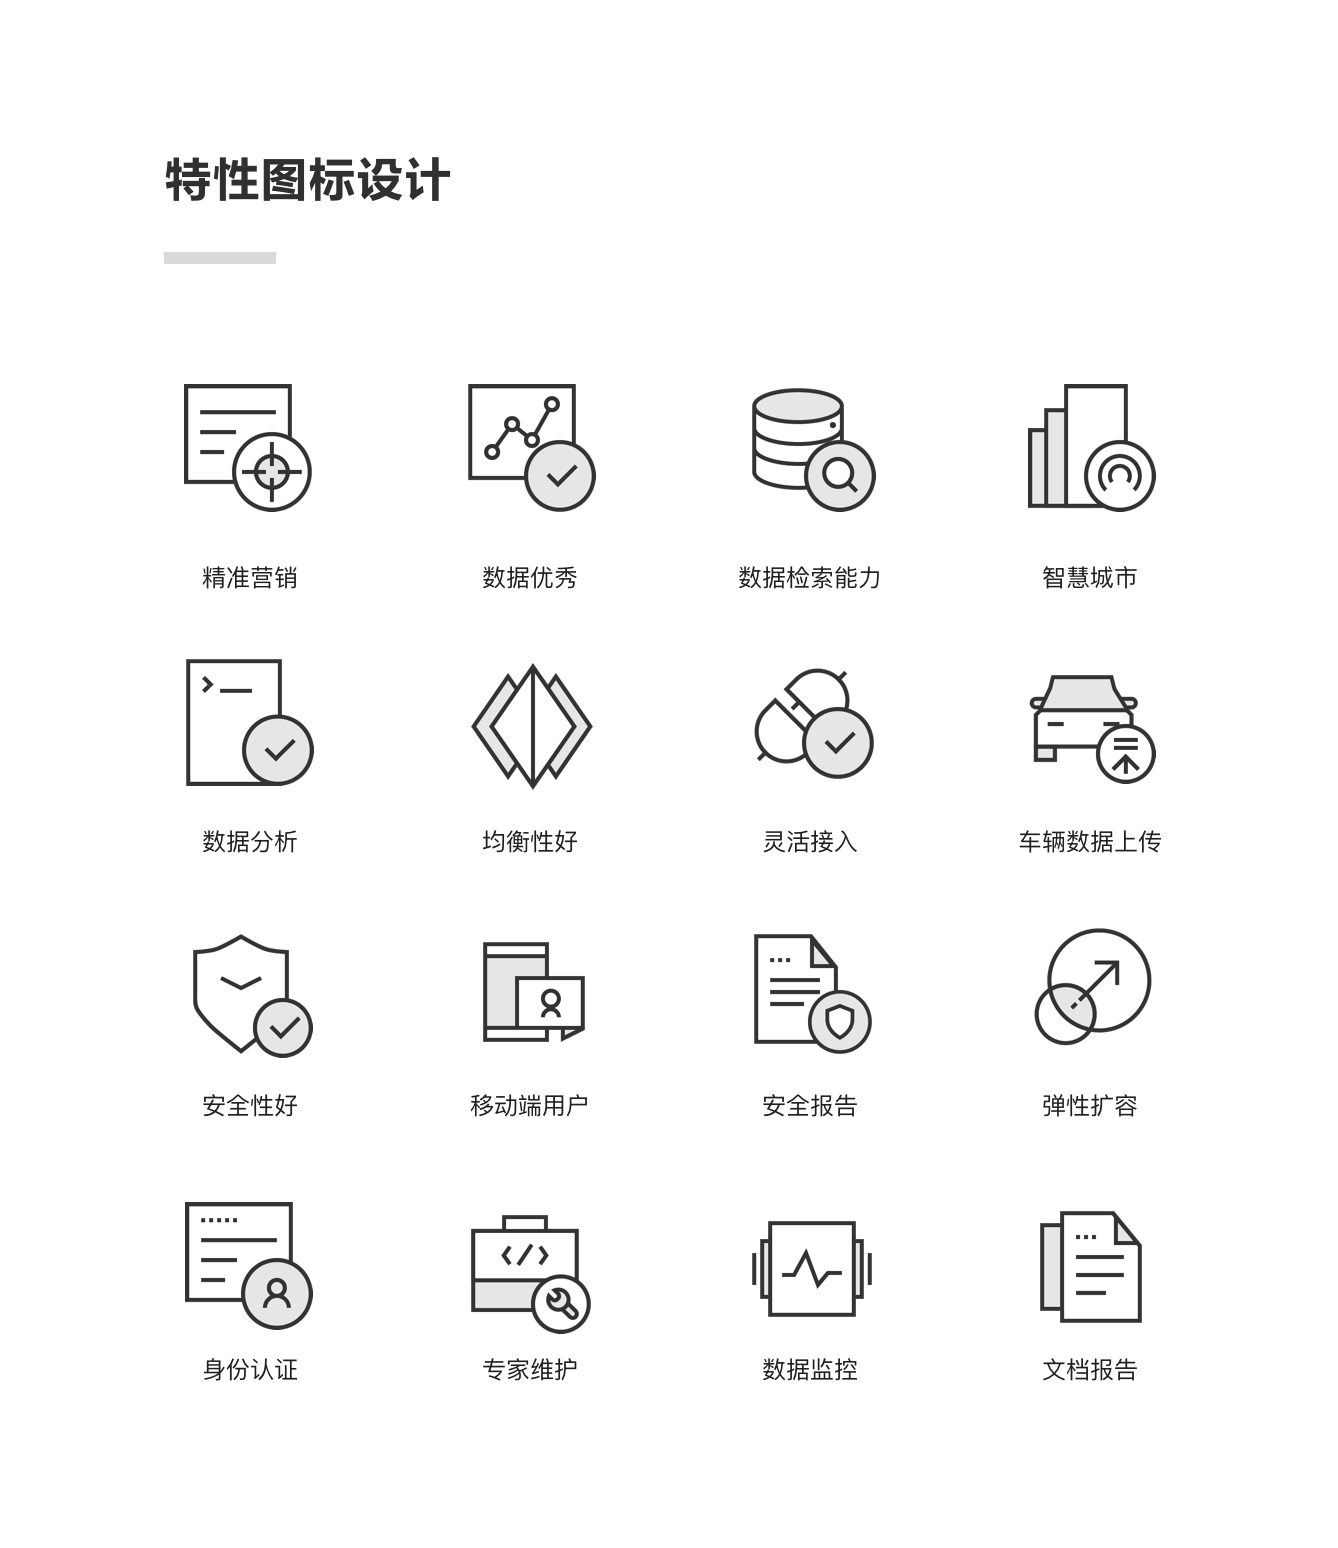 特性图标设计
精准营销
数据优秀
数据检索能力
智慧城市
数据分析
均衡性好
灵活接入
车辆数据上传
安全性好
移动端用户
安全报告
弹性扩容
身份认证
专家维护
数据监控
文档报告